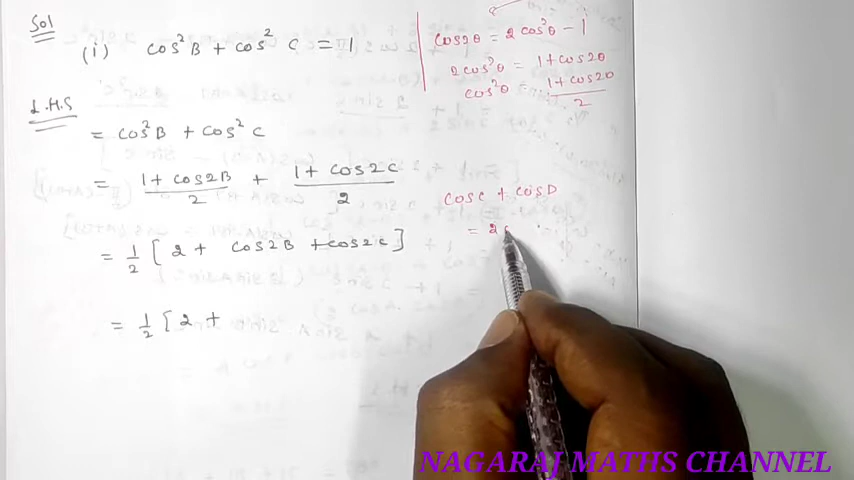 Sol
(i) cos²B + cos² C = 1
L.H.S
= cos²B + cos² C
= 1 + cos2B / 2 + 1 + cos2C / 2
= 1/2 [ 2 + cos2B + cos2C ]
= 1/2 [ 2 +
cos2θ = 2cos²θ - 1
2cos²θ = 1 + cos2θ
cos²θ = 1 + cos2θ / 2
cosC + cosD
= 2
NAGARAJ MATHS CHANNEL